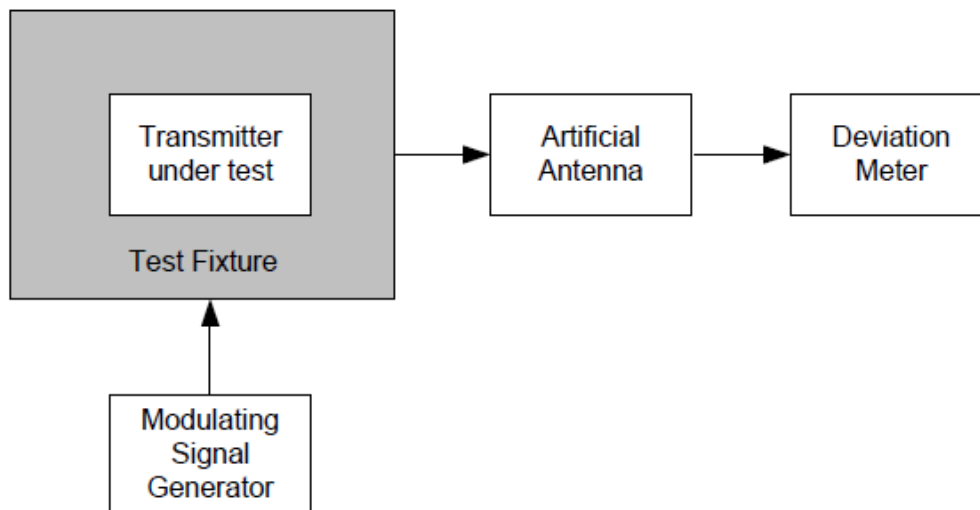 Transmitter
under test
Test Fixture
Artificial
Antenna
Deviation
Meter
Modulating
Signal
Generator